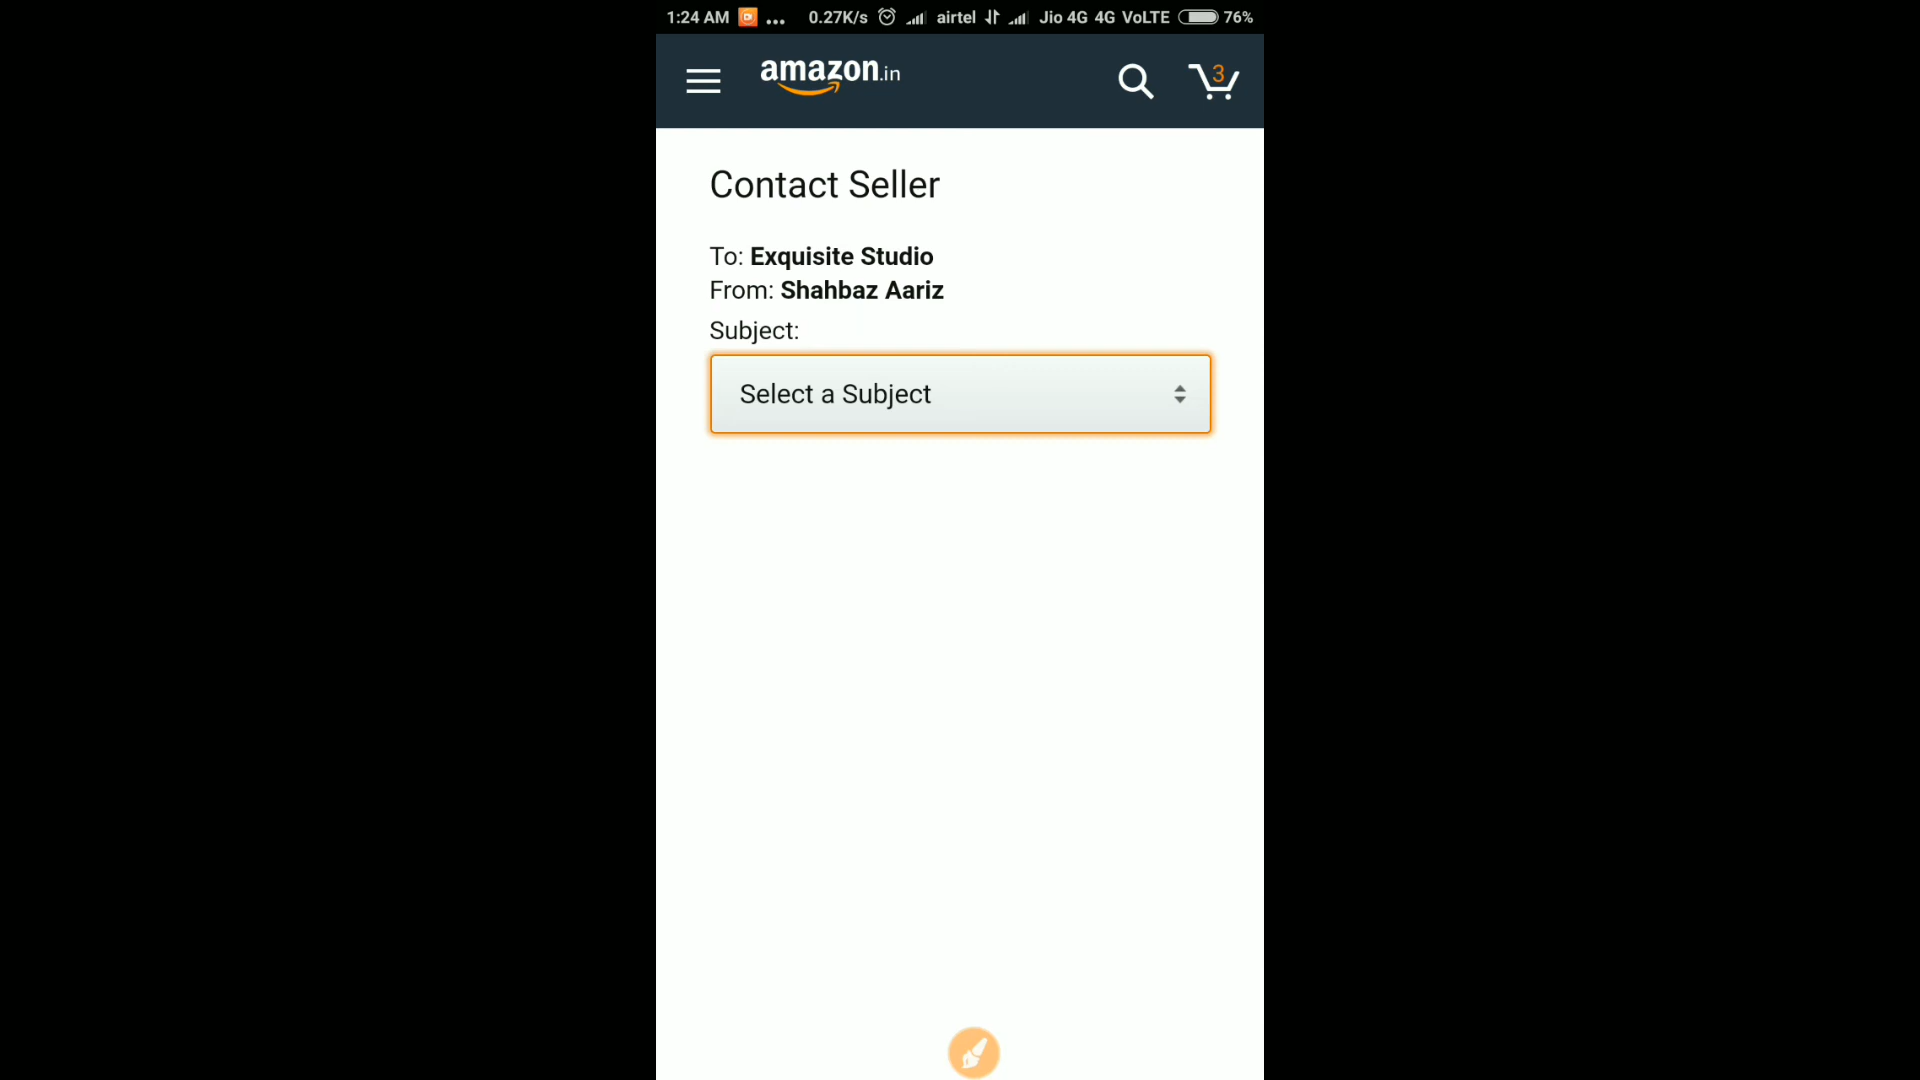 1:24 AM ... 0.27K/s airtel Jio 4G 4G VoLTE 76%
amazon.in
3
Contact Seller
To: Exquisite Studio
From: Shahbaz Aariz
Subject:
Select a Subject